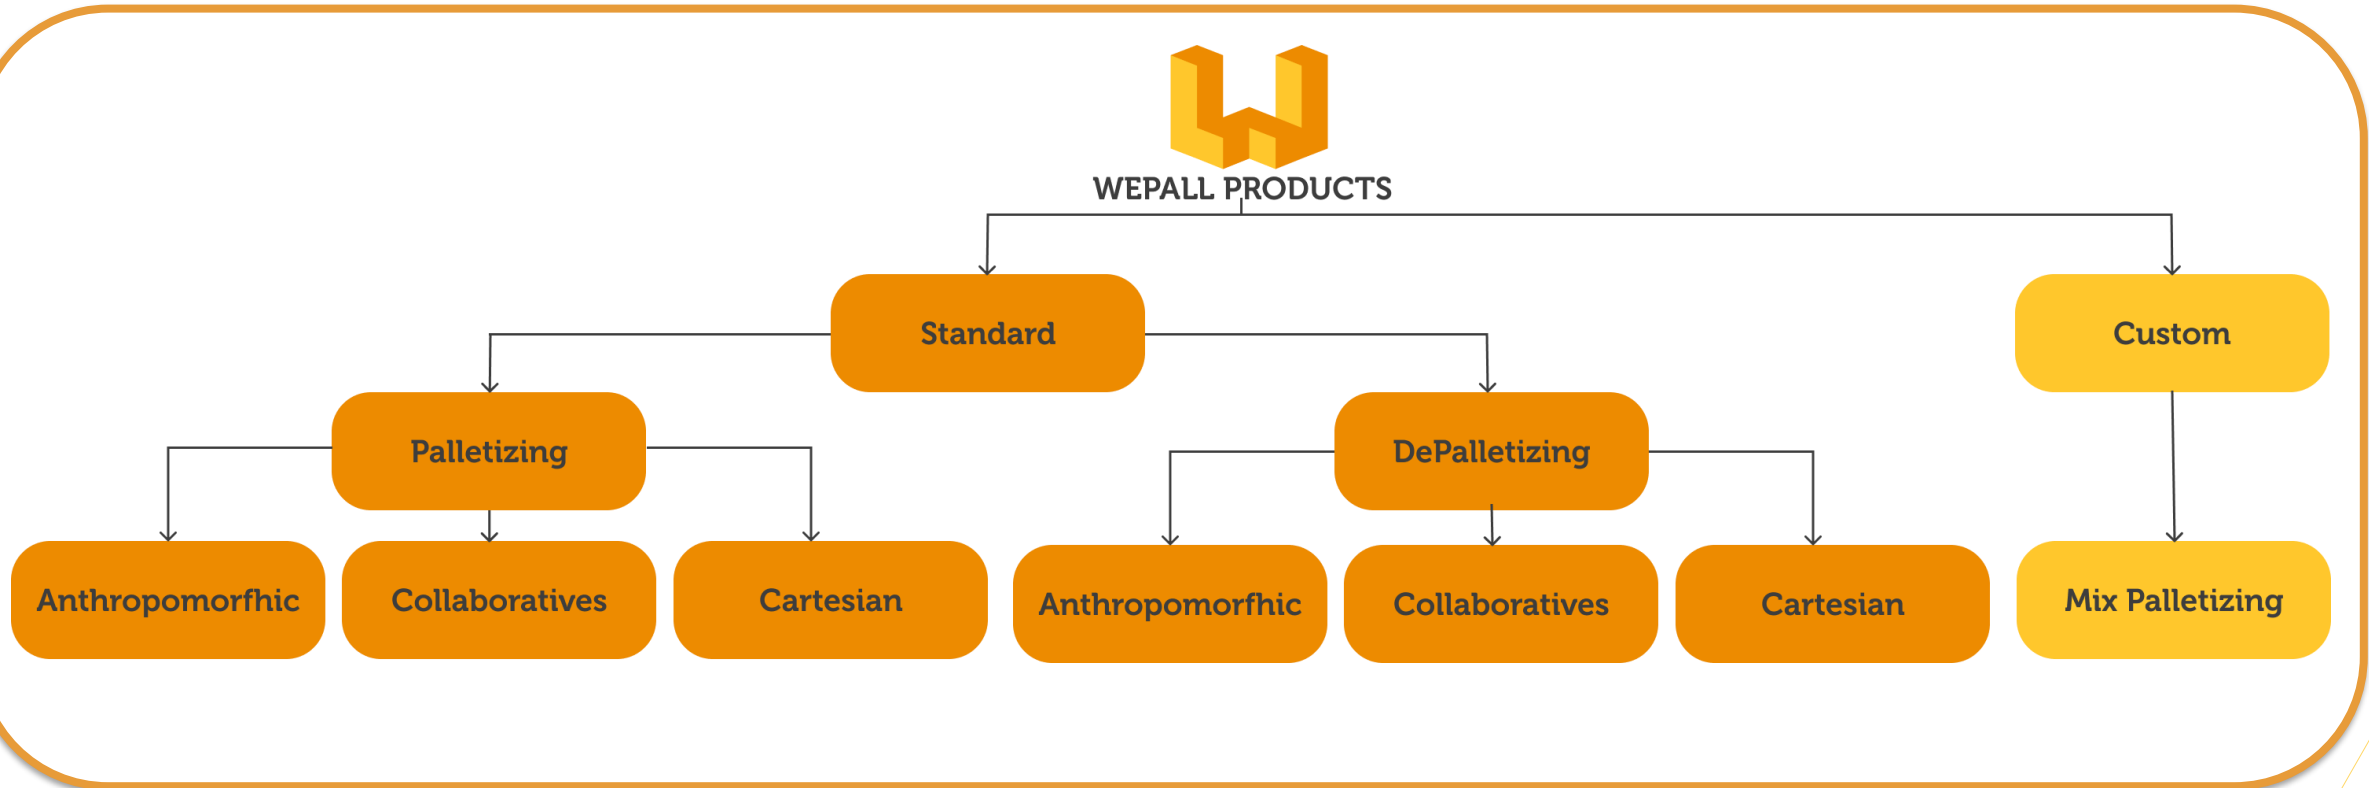 WEPALL PRODUCTS
Standard
Custom
Palletizing
DePalletizing
Anthropomorfhic
Collaboratives
Cartesian
Anthropomorfhic
Collaboratives
Cartesian
Mix Palletizing